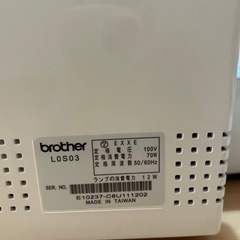 brother
L0S03
EXXE
定格電圧 100V
定格消費電力 70W
定格周波数 50/60Hz
ランプの消費電力 12W
SER. NO.
E10237-C8U111202
MADE IN TAIWAN